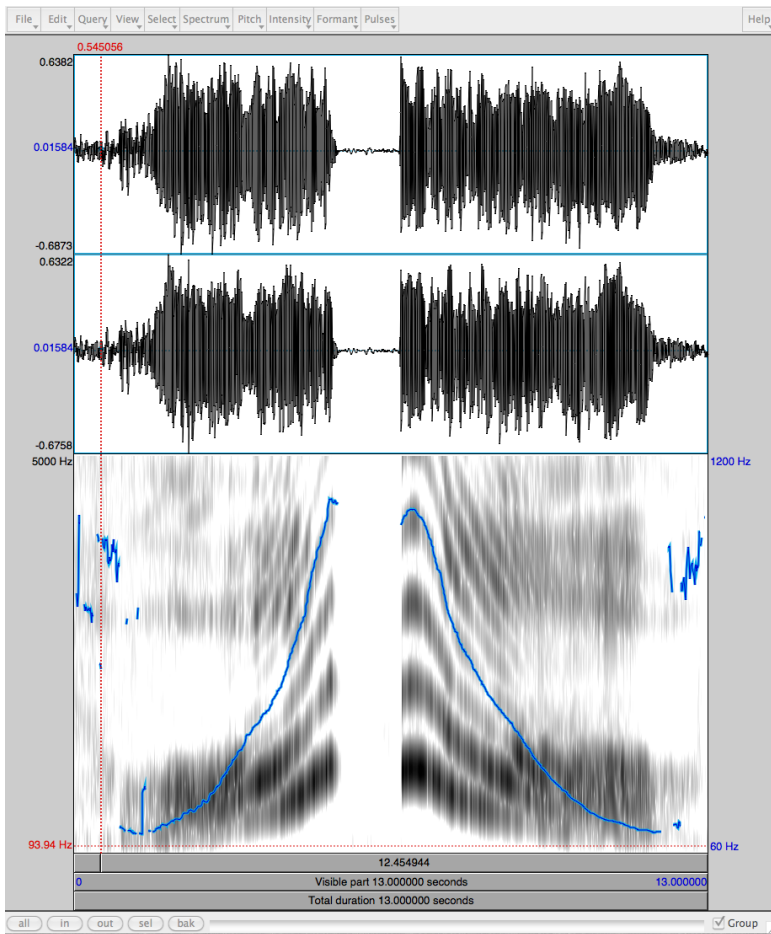 File Edit Query View Select Spectrum Pitch Intensity Formant Pulses Help
0.545056
0.6382
0.01584
-0.6873
0.6322
0.01584
-0.6758
5000 Hz 1200 Hz
93.94 Hz 60 Hz
12.454944
0 Visible part 13.000000 seconds 13.000000
Total duration 13.000000 seconds
all in out sel bak Group